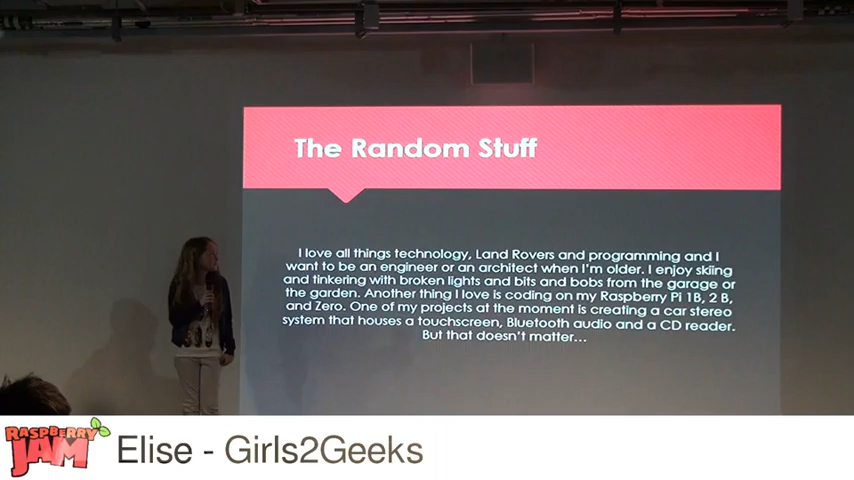 The Random Stuff
I love all things technology, Land Rovers and programming and I
want to be an engineer or an architect when I'm older. I enjoy skiing
and tinkering with broken lights and bits and bobs from the garage or
the garden. Another thing I love is coding on my Raspberry Pi 1B, 2 B,
and Zero. One of my projects at the moment is creating a car stereo
system that houses a touchscreen, Bluetooth audio and a CD reader.
But that doesn't matter...
RASPBERRY
JAM
Elise - Girls2Geeks